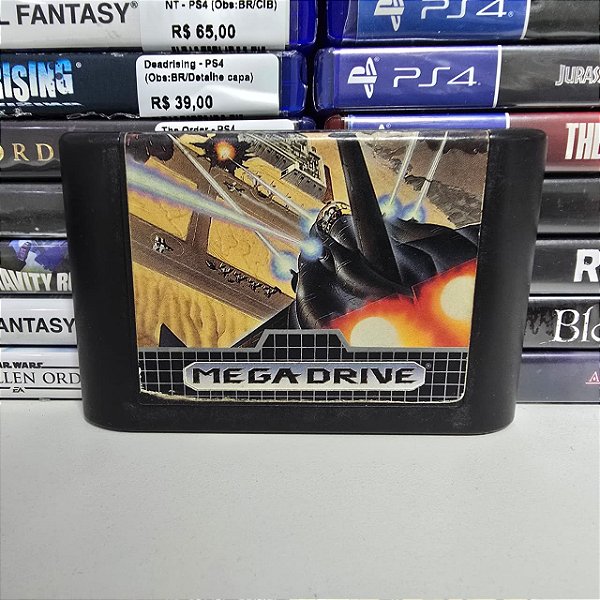 L FANTASY
NT - PS4 (Obs:BR/CIB)
R$ 65,00
PS4
RISING
Deadrising - PS4
(Obs:BR/Detalhe capa)
R$ 39,00
PS4
JURAS
ORD
The Order - PS4
THE
AVITY R
R
ANTASY
Blo
STAR WARS
LLEN ORD
EA
A
MEGA DRIVE